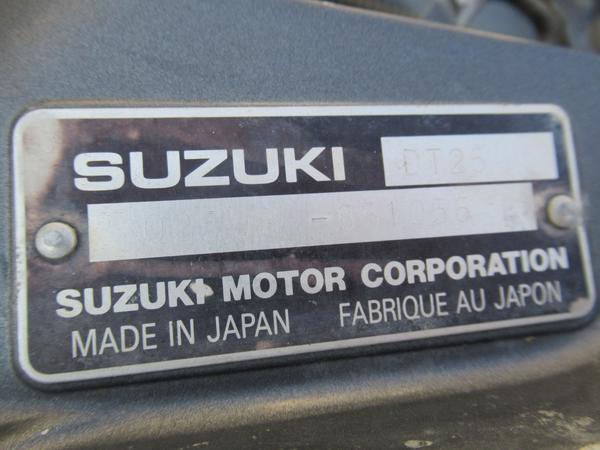 SUZUKI DT25
SUZUKI MOTOR CORPORATION
MADE IN JAPAN FABRIQUE AU JAPON